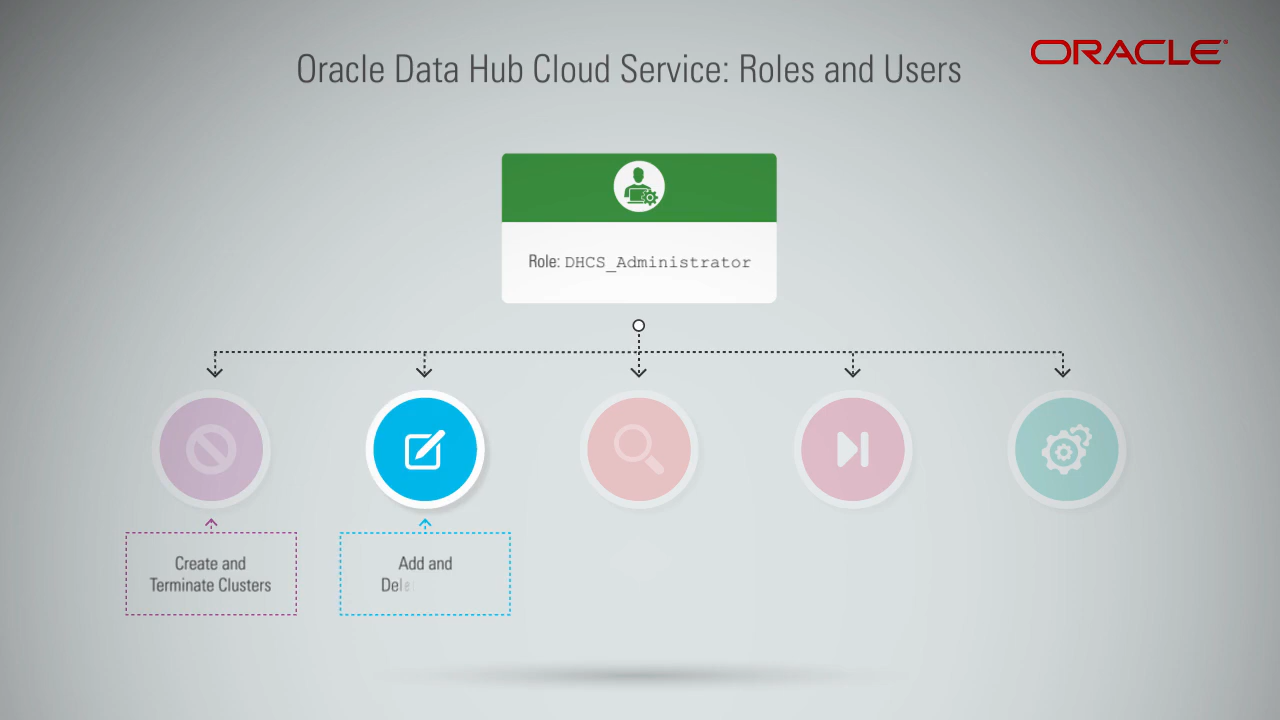 Oracle Data Hub Cloud Service: Roles and Users
ORACLE
Role: DHCS_Administrator
Create and
Terminate Clusters
Add and